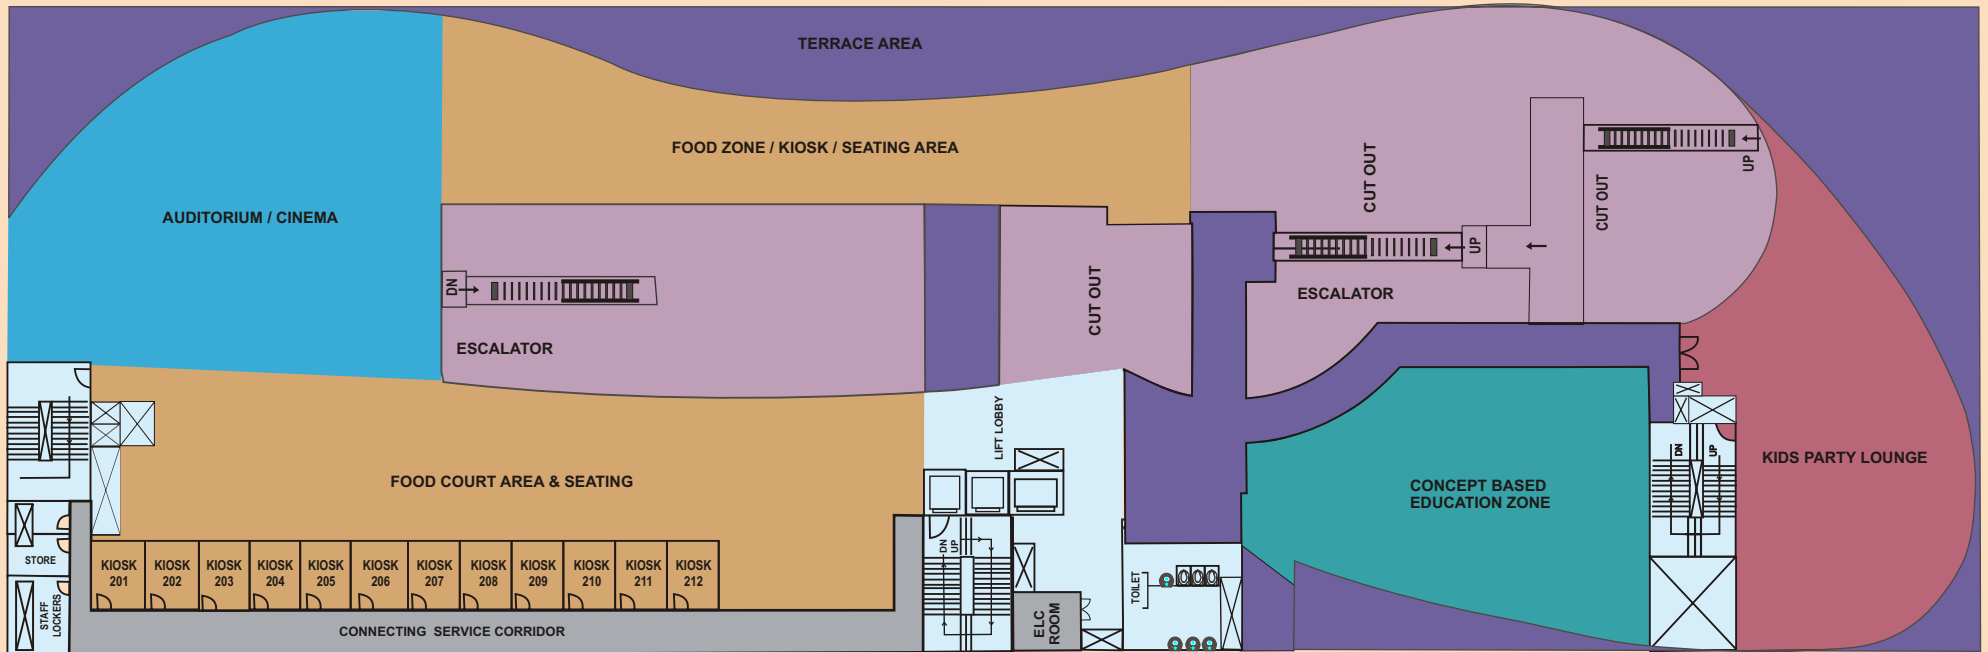 TERRACE AREA
FOOD ZONE / KIOSK / SEATING AREA
AUDITORIUM / CINEMA
CUT OUT
CUT OUT
UP
UP
DN
ESCALATOR
CUT OUT
ESCALATOR
LIFT LOBBY
FOOD COURT AREA & SEATING
CONCEPT BASED
EDUCATION ZONE
DN
UP
KIDS PARTY LOUNGE
STORE
STAFF
LOCKERS
KIOSK
201
KIOSK
202
KIOSK
203
KIOSK
204
KIOSK
205
KIOSK
206
KIOSK
207
KIOSK
208
KIOSK
209
KIOSK
210
KIOSK
211
KIOSK
212
DN
UP
TOILET
ELC
ROOM
CONNECTING SERVICE CORRIDOR